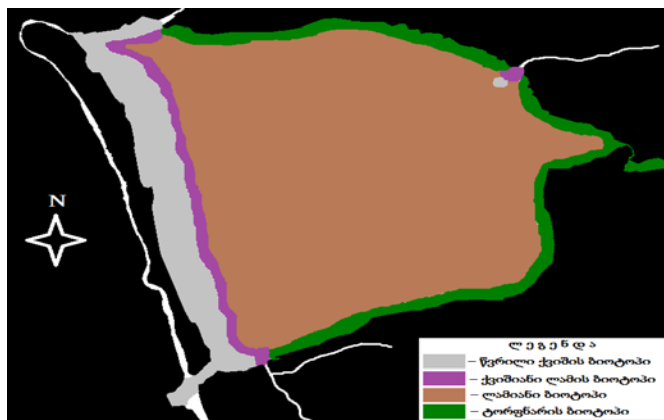 N
ლ ე გ ე ნ დ ა
– წვრილი ქვიშის ბიოტოპი
– ქვიშიანი ლამის ბიოტოპი
– ლამიანი ბიოტოპი
– ტორფნარის ბიოტოპი